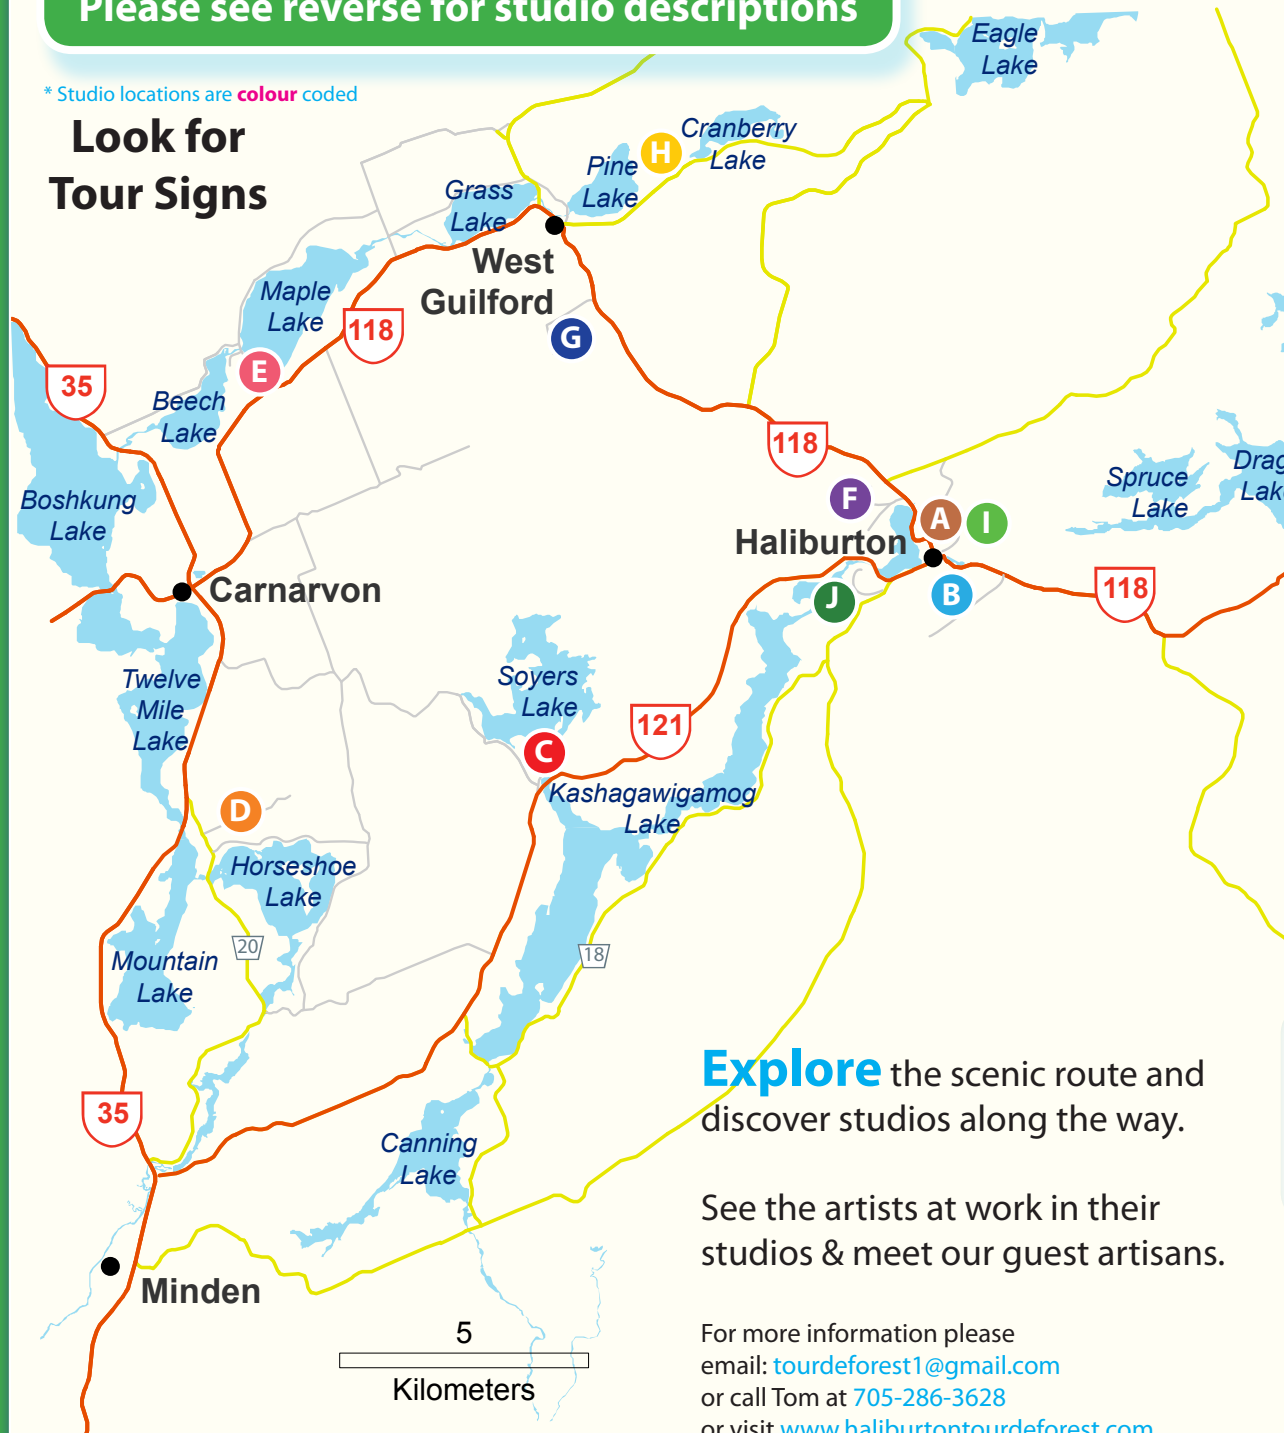 Please see reverse for studio descriptions
* Studio locations are colour coded
Look for
Tour Signs
Eagle
Lake
Cranberry
Lake
H
Pine
Lake
Grass
Lake
West
Guilford
Maple
Lake
118
G
E
35
Beech
Lake
118
Boshkung
Lake
F
A
I
Spruce
Lake
Haliburton
Carnarvon
J
B
118
Twelve
Mile
Lake
Soyers
Lake
121
C
D
Kashagawigamog
Lake
Horseshoe
Lake
20
18
Mountain
Lake
35
Canning
Lake
Minden
5
Kilometers
Explore the scenic route and
discover studios along the way.
See the artists at work in their
studios & meet our guest artisans.
For more information please
email: tourdeforest1@gmail.com
or call Tom at 705-286-3628
or visit www.haliburtontourdeforest.com